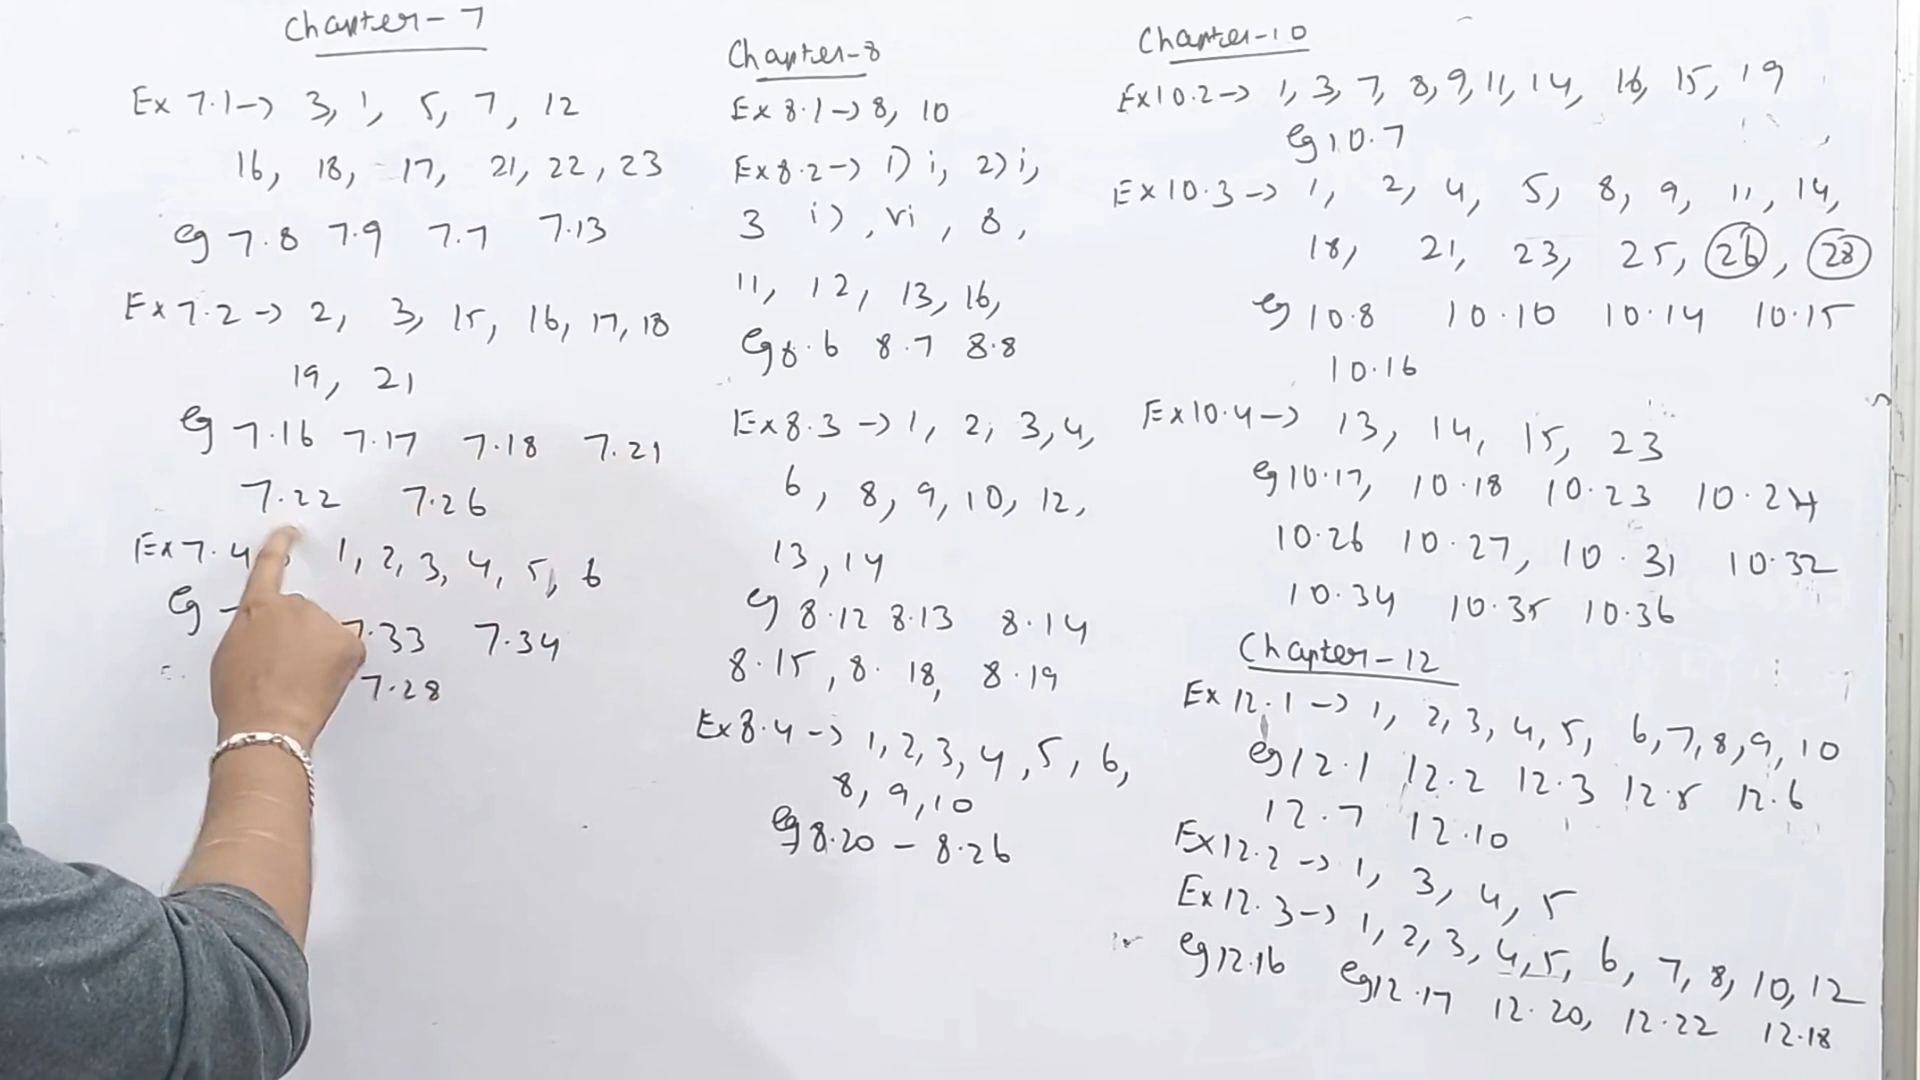 Chapter-7
Ex 7.1-> 3, 1, 5, 7, 12
16, 18, 17, 21, 22, 23
eg 7.8 7.9 7.7 7.13
Ex 7.2 -> 2, 3, 15, 16, 17, 18
19, 21
eg 7.16 7.17 7.18 7.21
7.22 7.26
Ex 7.4 1, 2, 3, 4, 5, 6
eg 7.33 7.34
7.28
Chapter-8
Ex 8.1-> 8, 10
Ex 8.2-> 1) i, 2) i,
3 i), vi, 8,
11, 12, 13, 16,
eg 8.6 8.7 8.8
Ex 8.3 -> 1, 2, 3, 4,
6, 8, 9, 10, 12,
13, 14
eg 8.12 8.13 8.14
8.15, 8.18, 8.19
Ex 8.4 -> 1, 2, 3, 4, 5, 6,
8, 9, 10
eg 8.20 - 8.26
Chapter-10
Ex 10.2-> 1, 3, 7, 8, 9, 11, 14, 16, 15, 19
eg 10.7
Ex 10.3-> 1, 2, 4, 5, 8, 9, 11, 14,
18, 21, 23, 25, 26, 28
eg 10.8 10.10 10.14 10.15
10.16
Ex 10.4-> 13, 14, 15, 23
eg 10.17, 10.18 10.23 10.24
10.26 10.27, 10.31 10.32
10.34 10.35 10.36
Chapter-12
Ex 12.1-> 1, 2, 3, 4, 5, 6, 7, 8, 9, 10
eg 12.1 12.2 12.3 12.5 12.6
12.7 12.10
Ex 12.2 -> 1, 3, 4, 5
Ex 12.3-> 1, 2, 3, 4, 5, 6, 7, 8, 10, 12
eg 12.16 eg 12.17 12.20, 12.22 12.18